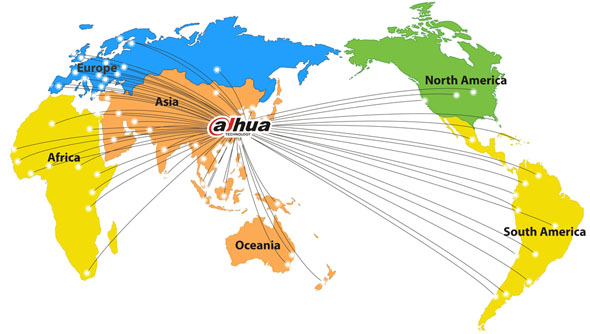 Europe
Asia
North America
alhua
TECHNOLOGY
Africa
Oceania
South America